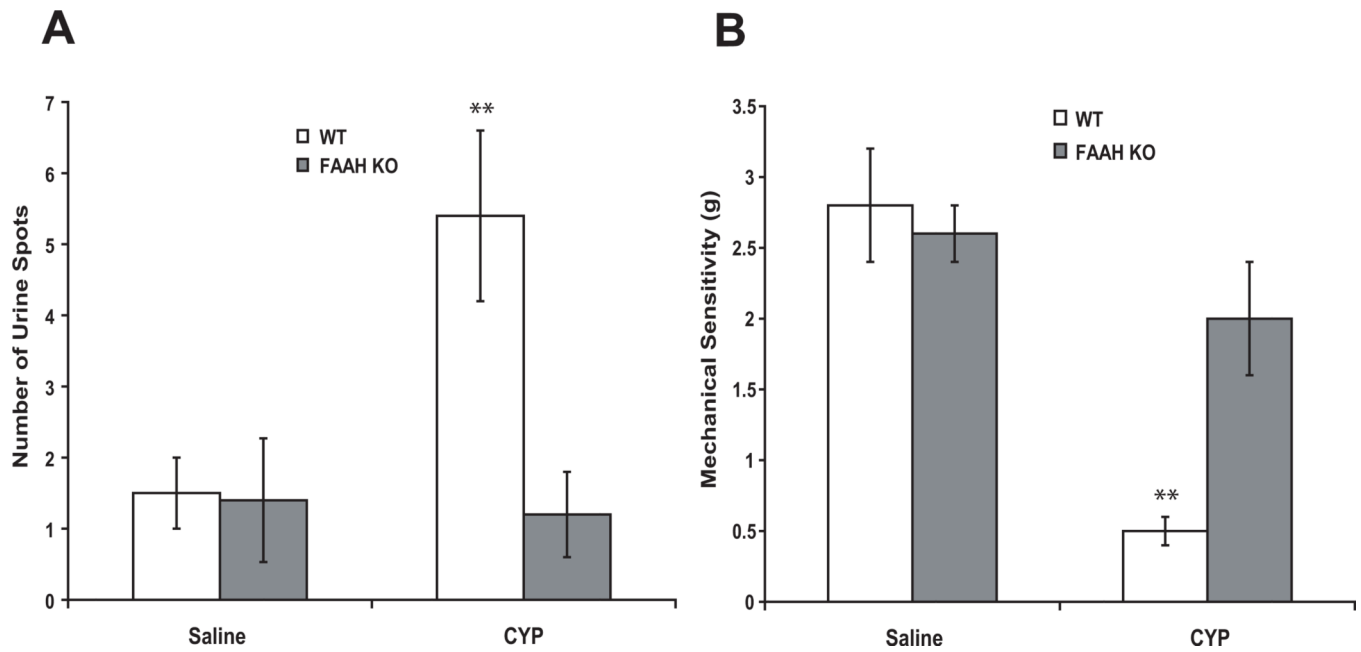 A
7
6
5
4
3
2
1
0
Number of Urine Spots
WT
FAAH KO
**
Saline
CYP
B
3.5
3
2.5
2
1.5
1
0.5
0
Mechanical Sensitivity (g)
WT
FAAH KO
**
Saline
CYP